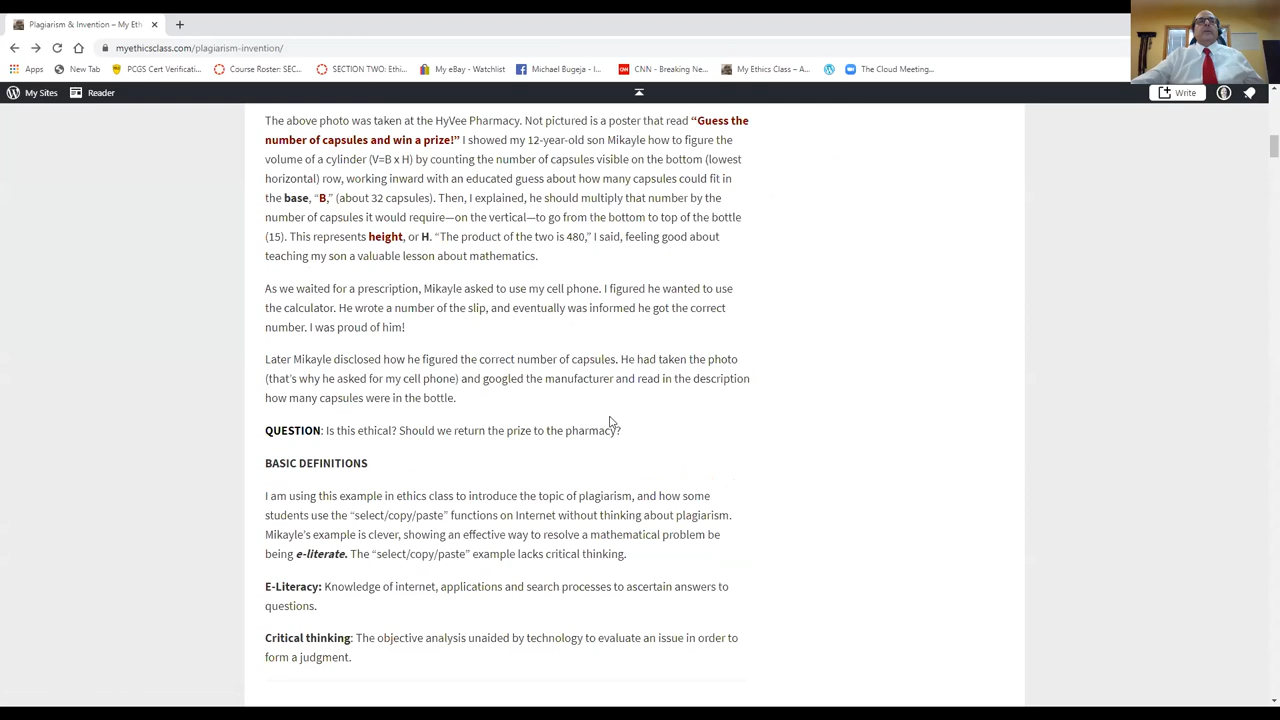 Plagiarism & Invention – My Eth
myethicsclass.com/plagiarism-invention/
Apps New Tab PCGS Cert Verificati... Course Roster: SEC... SECTION TWO: Ethi... My eBay - Watchlist Michael Bugeja - I... CNN - Breaking Ne... My Ethics Class – A... The Cloud Meeting...
My Sites Reader Write
The above photo was taken at the HyVee Pharmacy. Not pictured is a poster that read “Guess the
number of capsules and win a prize!” I showed my 12-year-old son Mikayle how to figure the
volume of a cylinder (V=B x H) by counting the number of capsules visible on the bottom (lowest
horizontal) row, working inward with an educated guess about how many capsules could fit in
the base, “B,” (about 32 capsules). Then, I explained, he should multiply that number by the
number of capsules it would require—on the vertical—to go from the bottom to top of the bottle
(15). This represents height, or H. “The product of the two is 480,” I said, feeling good about
teaching my son a valuable lesson about mathematics.
As we waited for a prescription, Mikayle asked to use my cell phone. I figured he wanted to use
the calculator. He wrote a number of the slip, and eventually was informed he got the correct
number. I was proud of him!
Later Mikayle disclosed how he figured the correct number of capsules. He had taken the photo
(that’s why he asked for my cell phone) and googled the manufacturer and read in the description
how many capsules were in the bottle.
QUESTION: Is this ethical? Should we return the prize to the pharmacy?
BASIC DEFINITIONS
I am using this example in ethics class to introduce the topic of plagiarism, and how some
students use the “select/copy/paste” functions on Internet without thinking about plagiarism.
Mikayle’s example is clever, showing an effective way to resolve a mathematical problem be
being e-literate. The “select/copy/paste” example lacks critical thinking.
E-Literacy: Knowledge of internet, applications and search processes to ascertain answers to
questions.
Critical thinking: The objective analysis unaided by technology to evaluate an issue in order to
form a judgment.